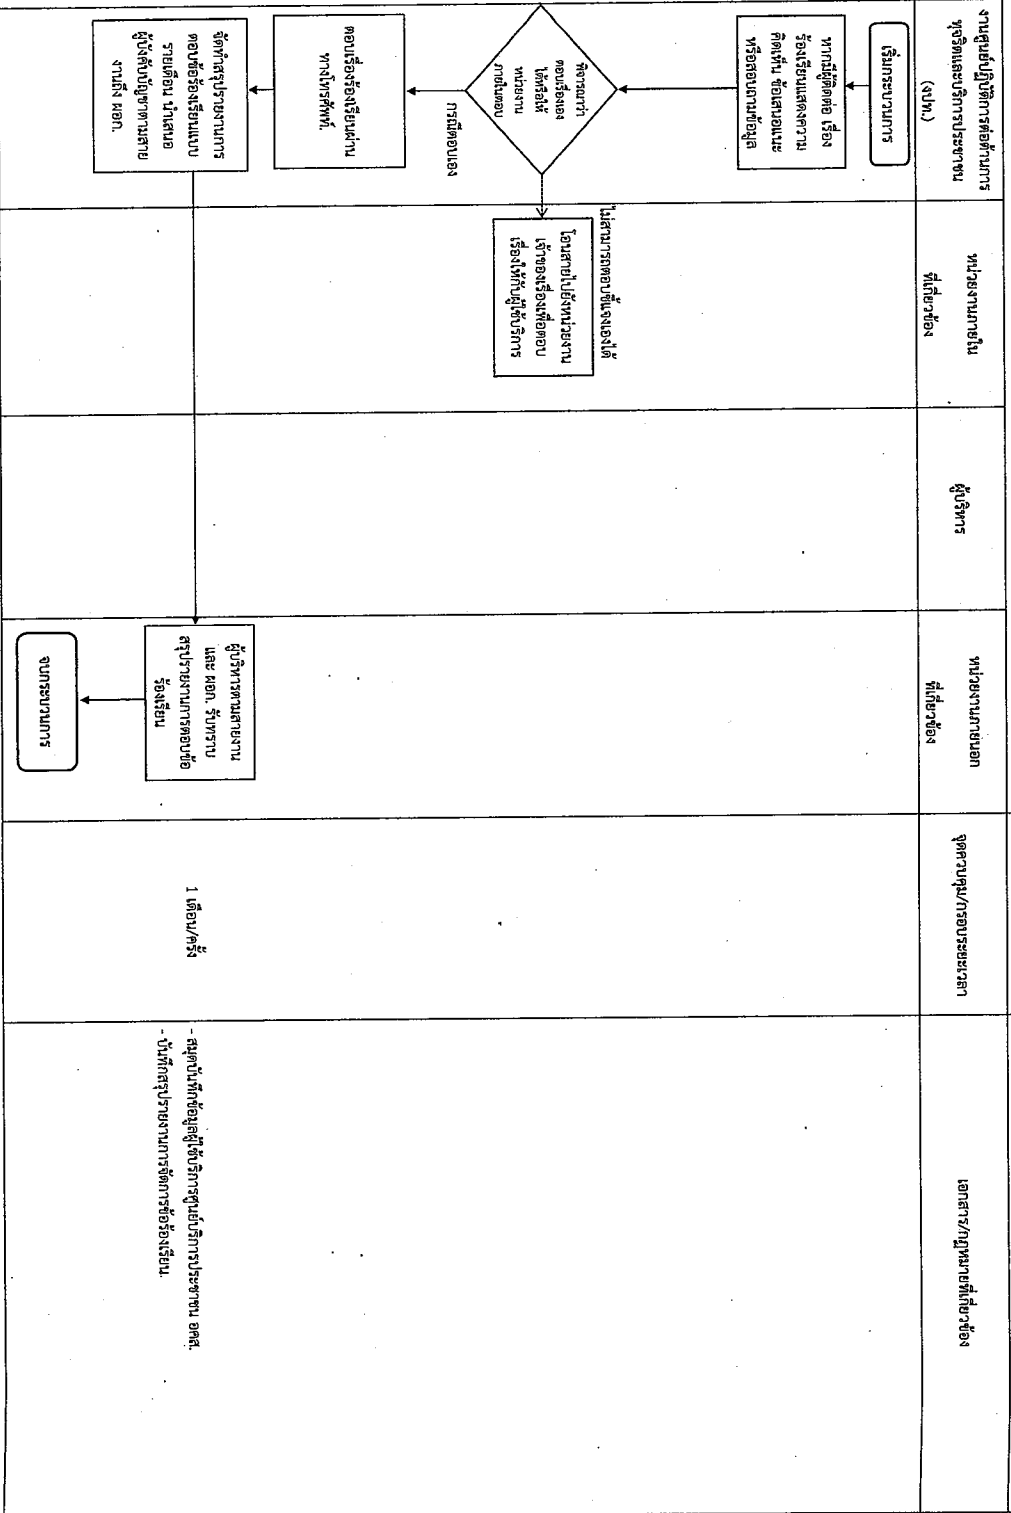 งานศูนย์ปฏิบัติการต่อต้านการ
ทุจริตและบริการประชาชน
(งปท.)
หน่วยงานภายใน
ที่เกี่ยวข้อง
ผู้บริหาร
หน่วยงานภายนอก
ที่เกี่ยวข้อง
จุดควบคุม/กรอบระยะเวลา
เอกสาร/กฎหมายที่เกี่ยวข้อง
เริ่มกระบวนการ
หากมีผู้ติดต่อ เรื่อง
ร้องเรียนแสดงความ
คิดเห็น ข้อเสนอแนะ
หรือสอบถามข้อมูล
พิจารณาว่า
ตอบเรื่องเอง
ได้หรือให้
หน่วยงาน
ภายในตอบ
ไม่สามารถตอบชี้แจงเองได้
โอนสายไปยังหน่วยงาน
เจ้าของเรื่องเพื่อตอบ
เรื่องให้กับผู้ใช้บริการ
กรณีตอบเอง
ตอบเรื่องร้องเรียนผ่าน
ทางโทรศัพท์.
จัดทำสรุปรายงานการ
ตอบข้อร้องเรียนแบบ
รายเดือน นำเสนอ
ผู้บังคับบัญชาตามสาย
งานถึง ผอก.
ผู้บริหารตามสายงาน
และ ผอก. รับทราบ
สรุปรายงานการตอบข้อ
ร้องเรียน
1 เดือน/ครั้ง
- สมุดบันทึกข้อมูลผู้ใช้บริการศูนย์บริการประชาชน อคส.
- บันทึกสรุปรายงานการจัดการข้อร้องเรียน.
จบกระบวนการ